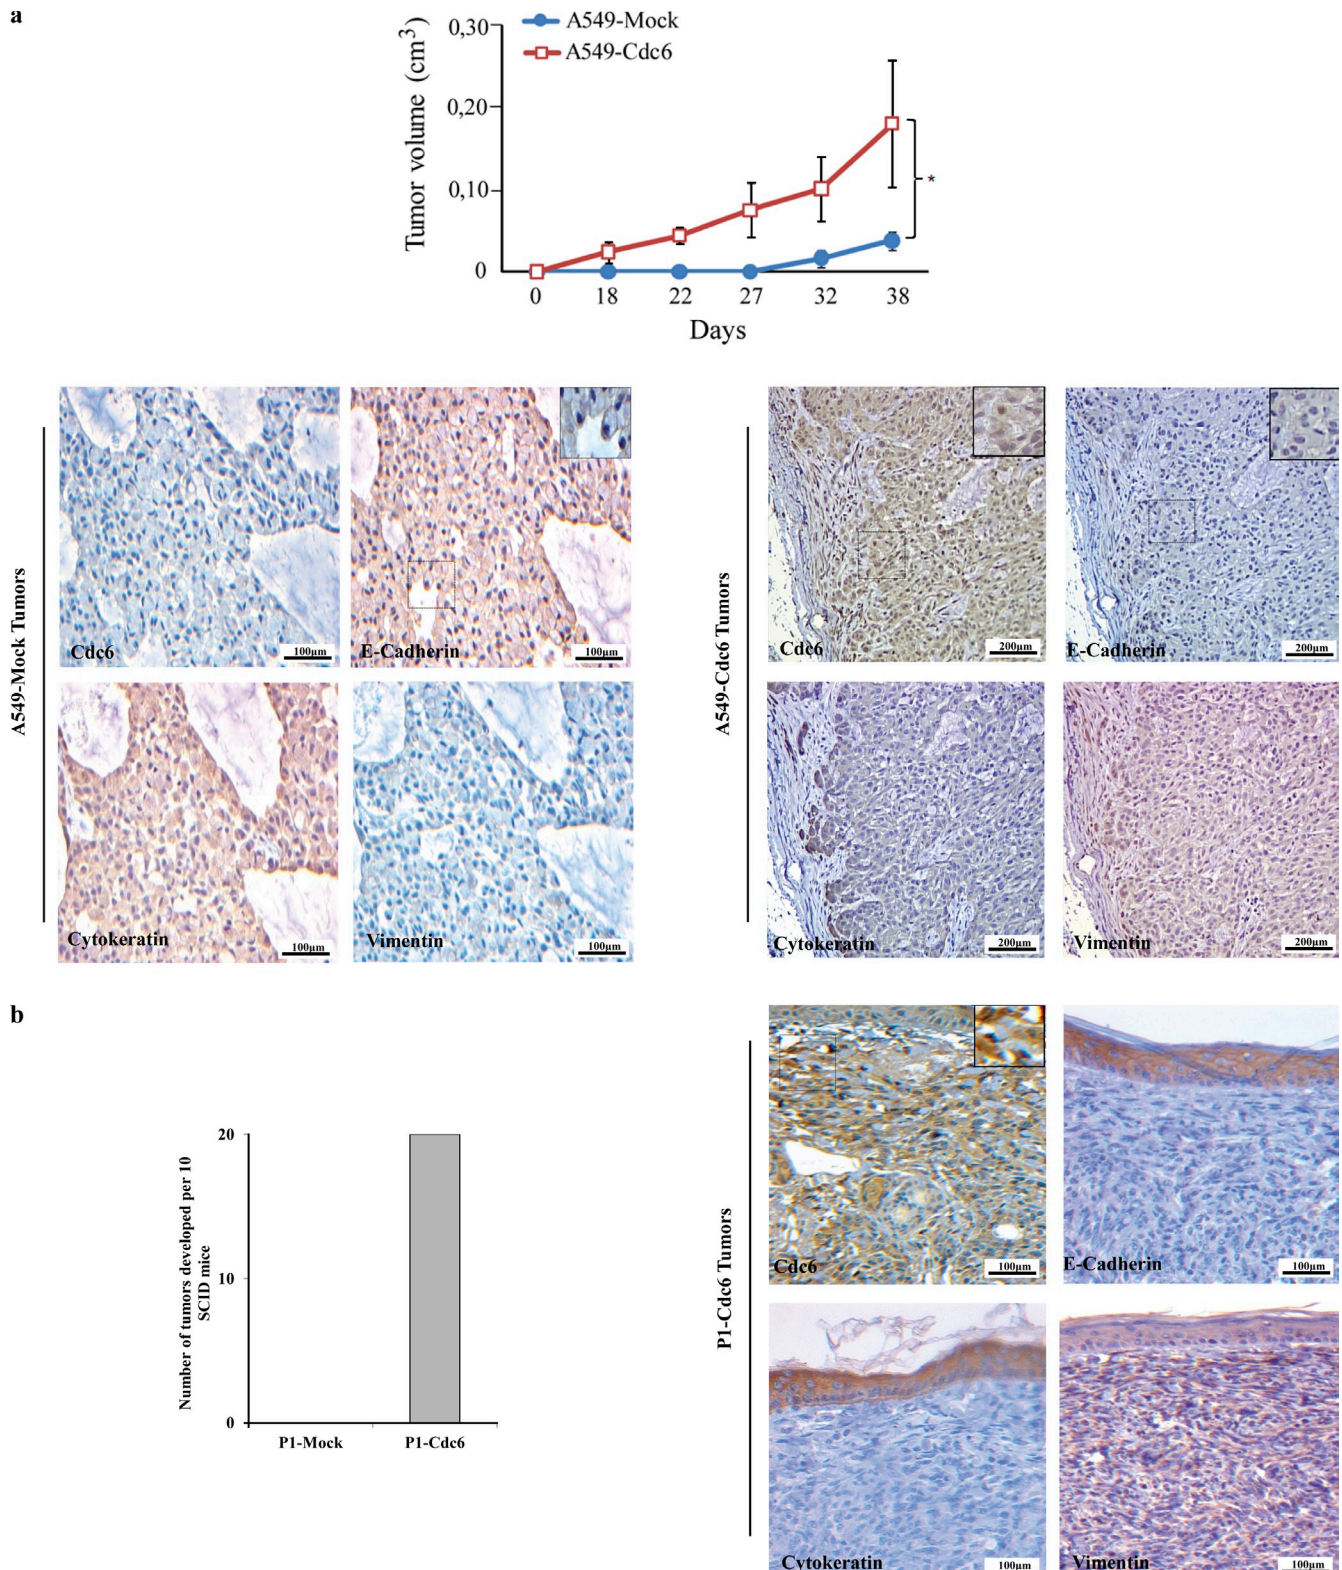 a
Tumor volume (cm³)
0,30
0,20
0,10
0
A549-Mock
A549-Cdc6
*
0 18 22 27 32 38
Days
A549-Mock Tumors
Cdc6
100μm
E-Cadherin
100μm
Cytokeratin
100μm
Vimentin
100μm
A549-Cdc6 Tumors
Cdc6
200μm
E-Cadherin
200μm
Cytokeratin
200μm
Vimentin
200μm
b
Number of tumors developed per 10
SCID mice
20
10
0
P1-Mock P1-Cdc6
P1-Cdc6 Tumors
Cdc6
100μm
E-Cadherin
100μm
Cytokeratin
100μm
Vimentin
100μm